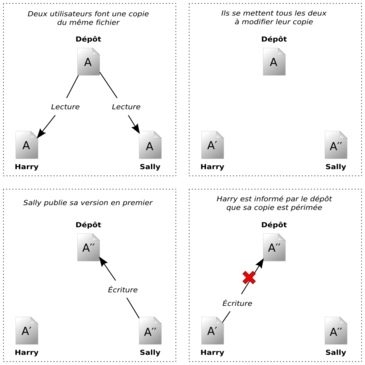 Deux utilisateurs font une copie
du même fichier
Dépôt
A
Lecture
Lecture
A
A
Harry
Sally
Ils se mettent tous les deux
à modifier leur copie
Dépôt
A
A′
A″
Harry
Sally
Sally publie sa version en premier
Dépôt
A″
Écriture
A′
A″
Harry
Sally
Harry est informé par le dépôt
que sa copie est périmée
Dépôt
A″
Écriture
A′
A″
Harry
Sally